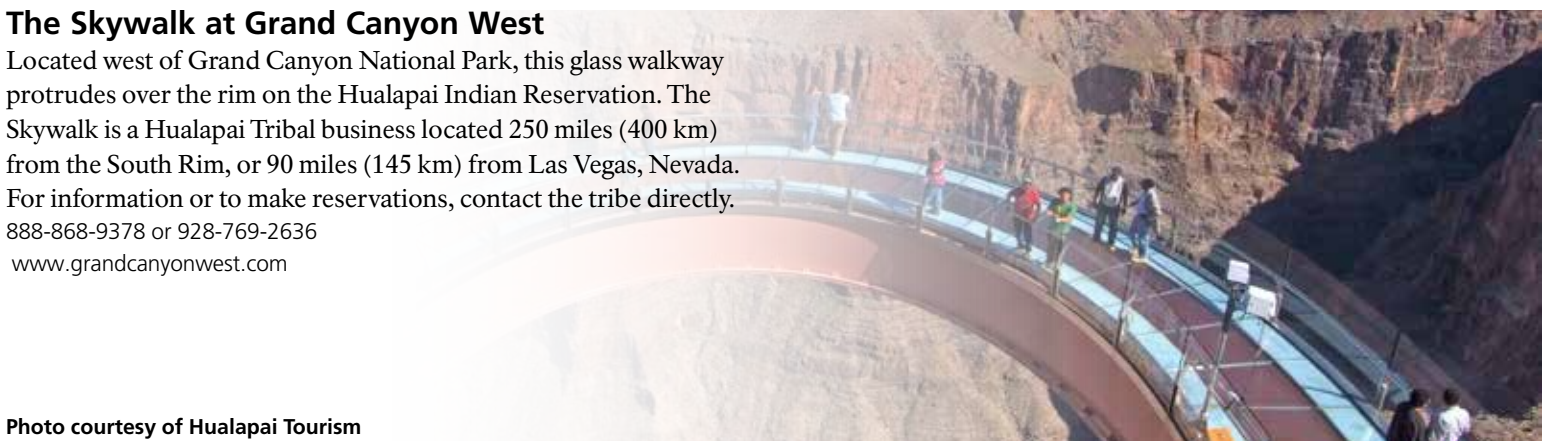 The Skywalk at Grand Canyon West
Located west of Grand Canyon National Park, this glass walkway
protrudes over the rim on the Hualapai Indian Reservation. The
Skywalk is a Hualapai Tribal business located 250 miles (400 km)
from the South Rim, or 90 miles (145 km) from Las Vegas, Nevada.
For information or to make reservations, contact the tribe directly.
888-868-9378 or 928-769-2636
www.grandcanyonwest.com
Photo courtesy of Hualapai Tourism